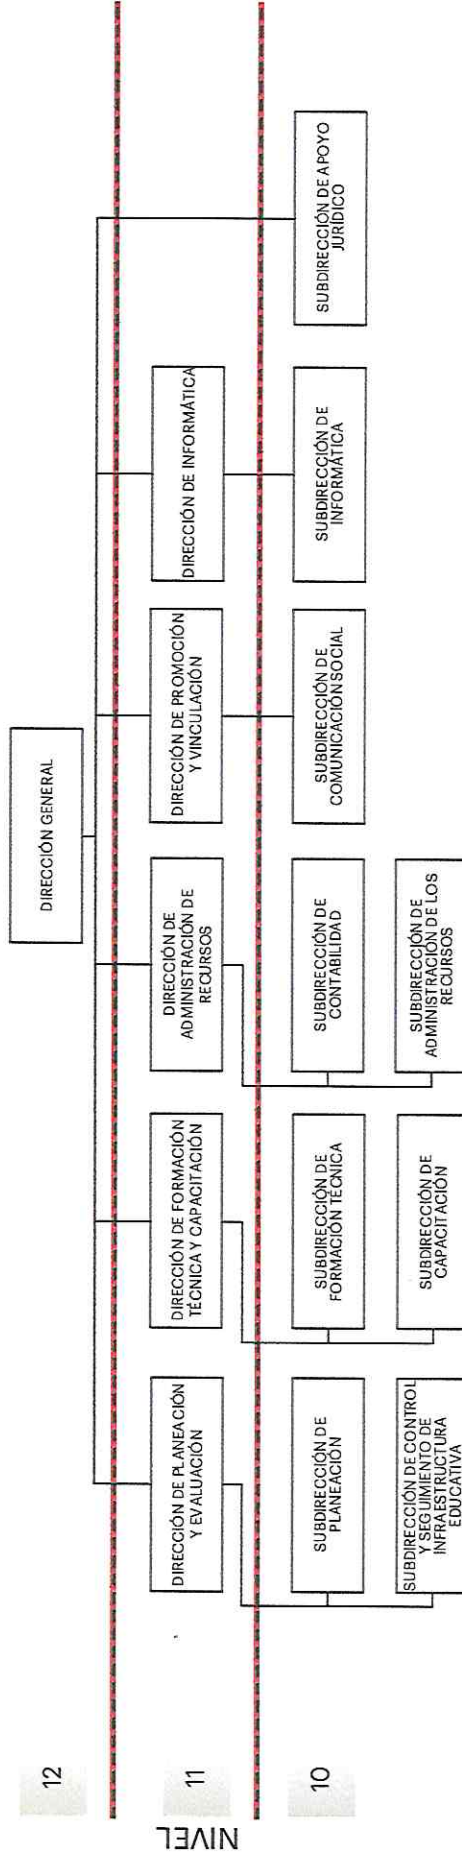 NIVEL
12
DIRECCIÓN GENERAL
11
DIRECCIÓN DE PLANEACIÓN
Y EVALUACIÓN
DIRECCIÓN DE FORMACIÓN
TÉCNICA Y CAPACITACIÓN
DIRECCIÓN DE
ADMINISTRACIÓN DE
RECURSOS
DIRECCIÓN DE PROMOCIÓN
Y VINCULACIÓN
DIRECCIÓN DE INFORMÁTICA
10
SUBDIRECCIÓN DE
PLANEACIÓN
SUBDIRECCIÓN DE
FORMACIÓN TÉCNICA
SUBDIRECCIÓN DE
CONTABILIDAD
SUBDIRECCIÓN DE
COMUNICACIÓN SOCIAL
SUBDIRECCIÓN DE
INFORMÁTICA
SUBDIRECCIÓN DE APOYO
JURÍDICO
SUBDIRECCIÓN DE CONTROL
Y SEGUIMIENTO DE
INFRAESTRUCTURA
EDUCATIVA
SUBDIRECCIÓN DE
CAPACITACIÓN
SUBDIRECCIÓN DE
ADMINISTRACIÓN DE LOS
RECURSOS